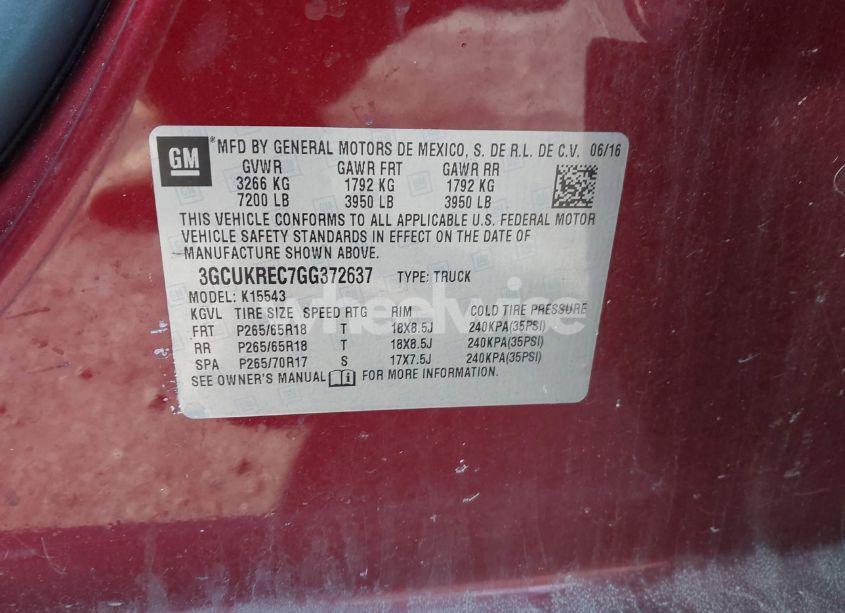 GM
MFD BY GENERAL MOTORS DE MEXICO, S. DE R.L. DE C.V. 06/16
GVWR GAWR FRT GAWR RR
3266 KG 1792 KG 1792 KG
7200 LB 3950 LB 3950 LB
THIS VEHICLE CONFORMS TO ALL APPLICABLE U.S. FEDERAL MOTOR
VEHICLE SAFETY STANDARDS IN EFFECT ON THE DATE OF
MANUFACTURE SHOWN ABOVE.
3GCUKREC7GG372637 TYPE: TRUCK
MODEL: K15543
KGVL TIRE SIZE SPEED RTG RIM COLD TIRE PRESSURE
FRT P265/65R18 T 18X8.5J 240KPA(35PSI)
RR P265/65R18 T 18X8.5J 240KPA(35PSI)
SPA P265/70R17 S 17X7.5J 240KPA(35PSI)
SEE OWNER'S MANUAL FOR MORE INFORMATION.
wheelwise